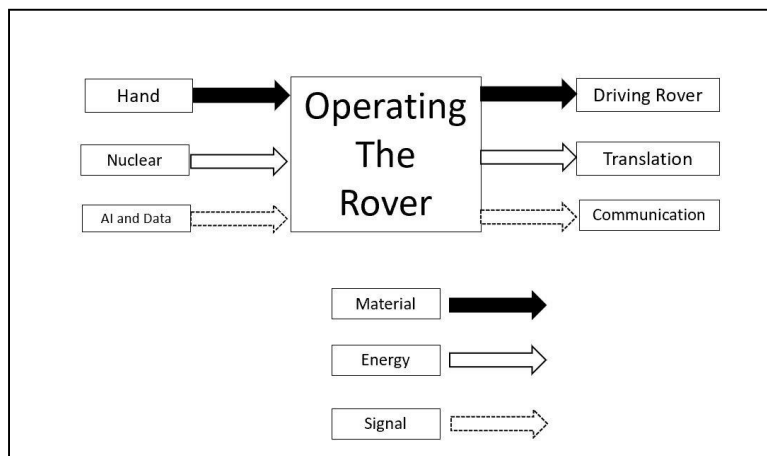 Hand
Operating
The
Rover
Driving Rover
Nuclear
Translation
AI and Data
Communication
Material
Energy
Signal